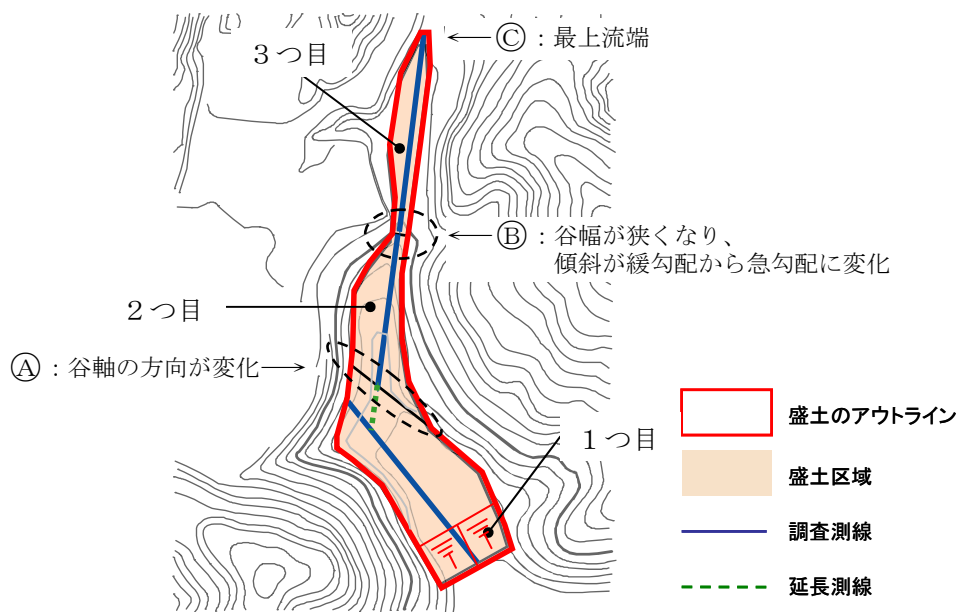 Ⓒ：最上流端
３つ目
Ⓑ：谷幅が狭くなり、
傾斜が緩勾配から急勾配に変化
２つ目
Ⓐ：谷軸の方向が変化
１つ目
盛土のアウトライン
盛土区域
調査測線
延長測線